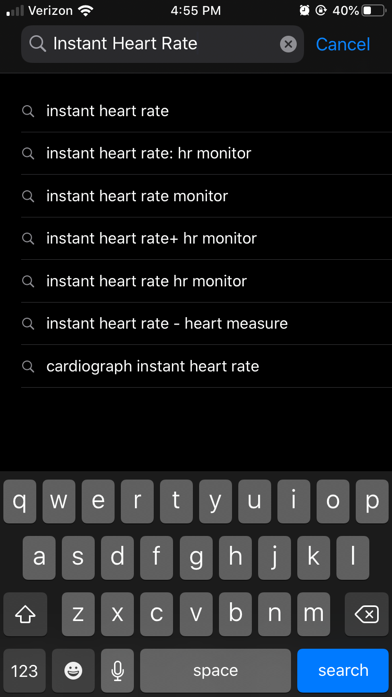 Verizon 4:55 PM 40%
Instant Heart Rate Cancel
instant heart rate
instant heart rate: hr monitor
instant heart rate monitor
instant heart rate+ hr monitor
instant heart rate hr monitor
instant heart rate - heart measure
cardiograph instant heart rate
q w e r t y u i o p
a s d f g h j k l
z x c v b n m
123 space search